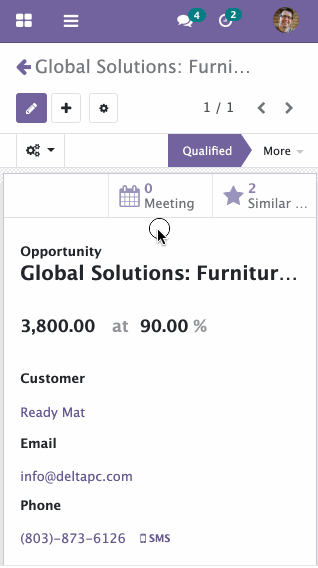 4 2
Global Solutions: Furni...
1 / 1
Qualified More
0 Meeting
2 Similar ...
Opportunity
Global Solutions: Furnitur...
3,800.00 at 90.00 %
Customer
Ready Mat
Email
info@deltapc.com
Phone
(803)-873-6126 SMS